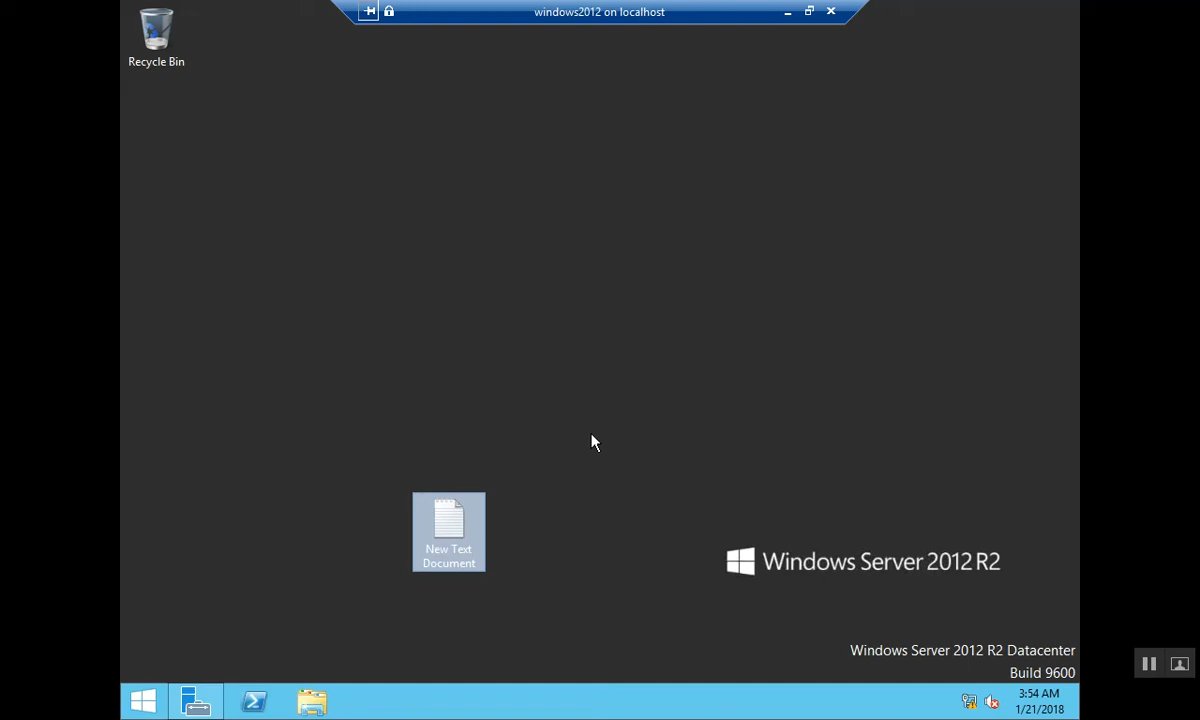 windows2012 on localhost
Recycle Bin
New Text
Document
Windows Server 2012 R2
Windows Server 2012 R2 Datacenter
Build 9600
3:54 AM
1/21/2018